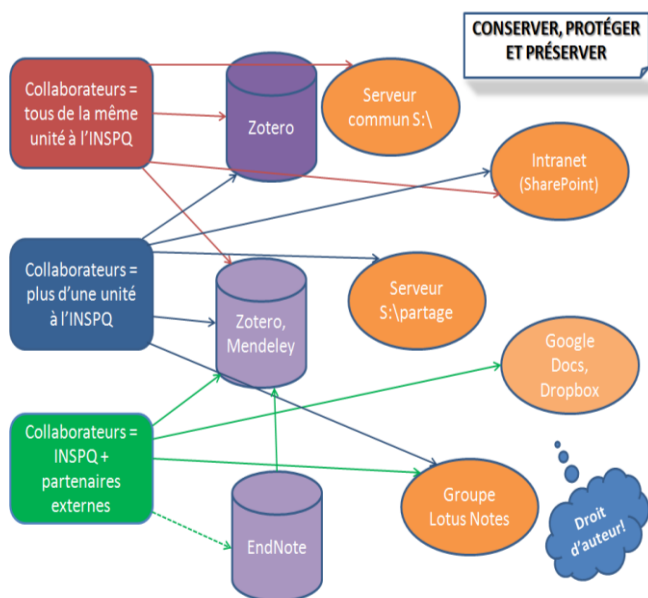 CONSERVER, PROTÉGER
ET PRÉSERVER
Collaborateurs =
tous de la même
unité à l'INSPQ
Zotero
Serveur
commun S:\
Intranet
(SharePoint)
Collaborateurs =
plus d'une unité
à l'INSPQ
Zotero,
Mendeley
Serveur
S:\partage
Google
Docs,
Dropbox
Collaborateurs =
INSPQ +
partenaires
externes
EndNote
Groupe
Lotus Notes
Droit
d'auteur!